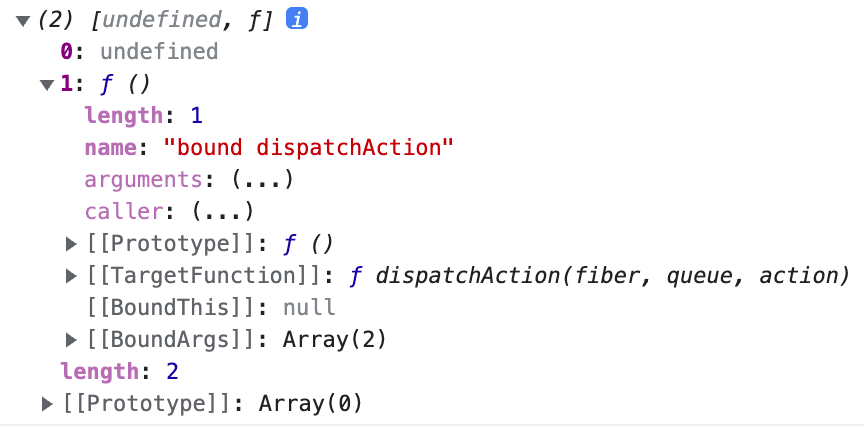 ▼(2) [undefined, ƒ] i
0: undefined
▼1: ƒ ()
length: 1
name: "bound dispatchAction"
arguments: (...)
caller: (...)
▶[[Prototype]]: ƒ ()
▶[[TargetFunction]]: ƒ dispatchAction(fiber, queue, action)
[[BoundThis]]: null
▶[[BoundArgs]]: Array(2)
length: 2
▶[[Prototype]]: Array(0)